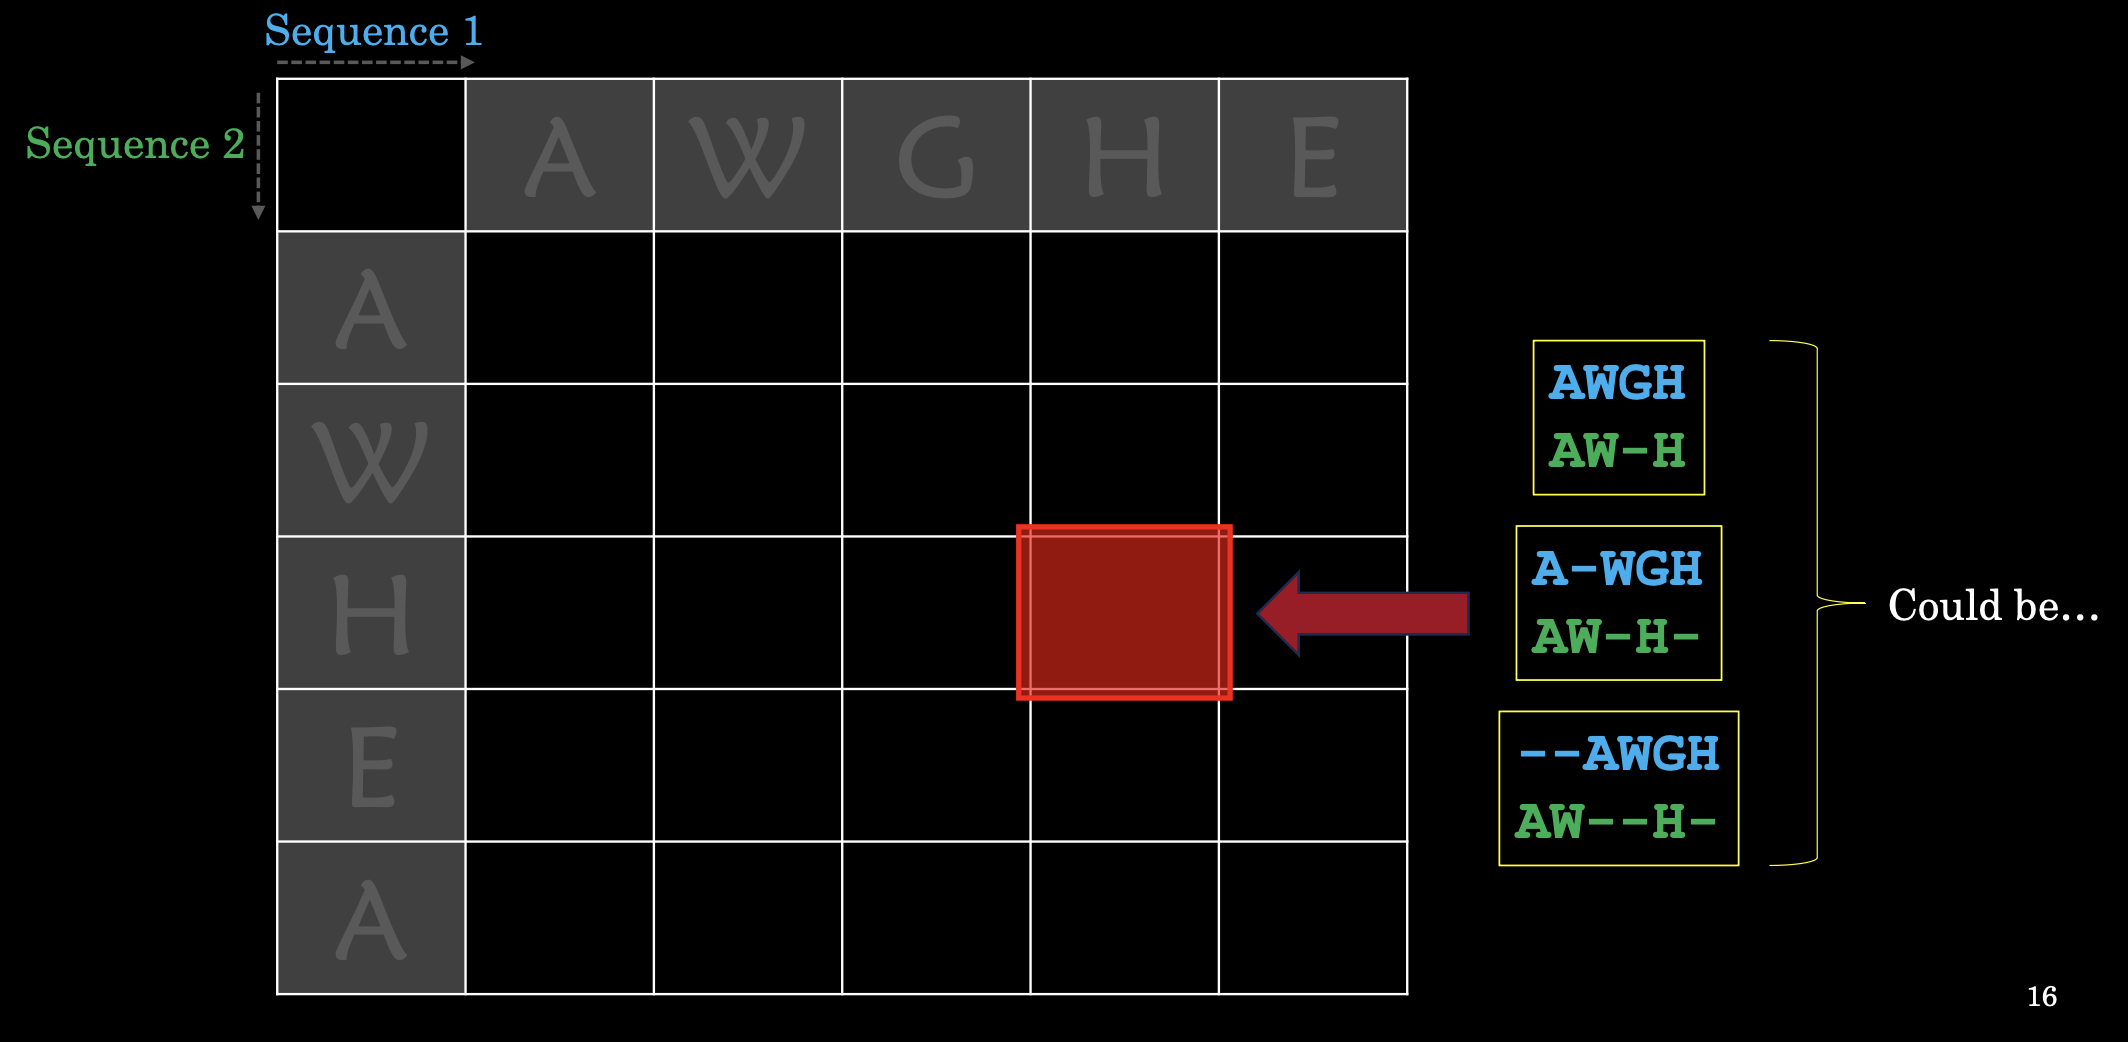 Sequence 1
Sequence 2
A W G H E
A
W
H
E
A
AWGH
AW-H
A-WGH
AW-H-
--AWGH
AW--H-
Could be...
16